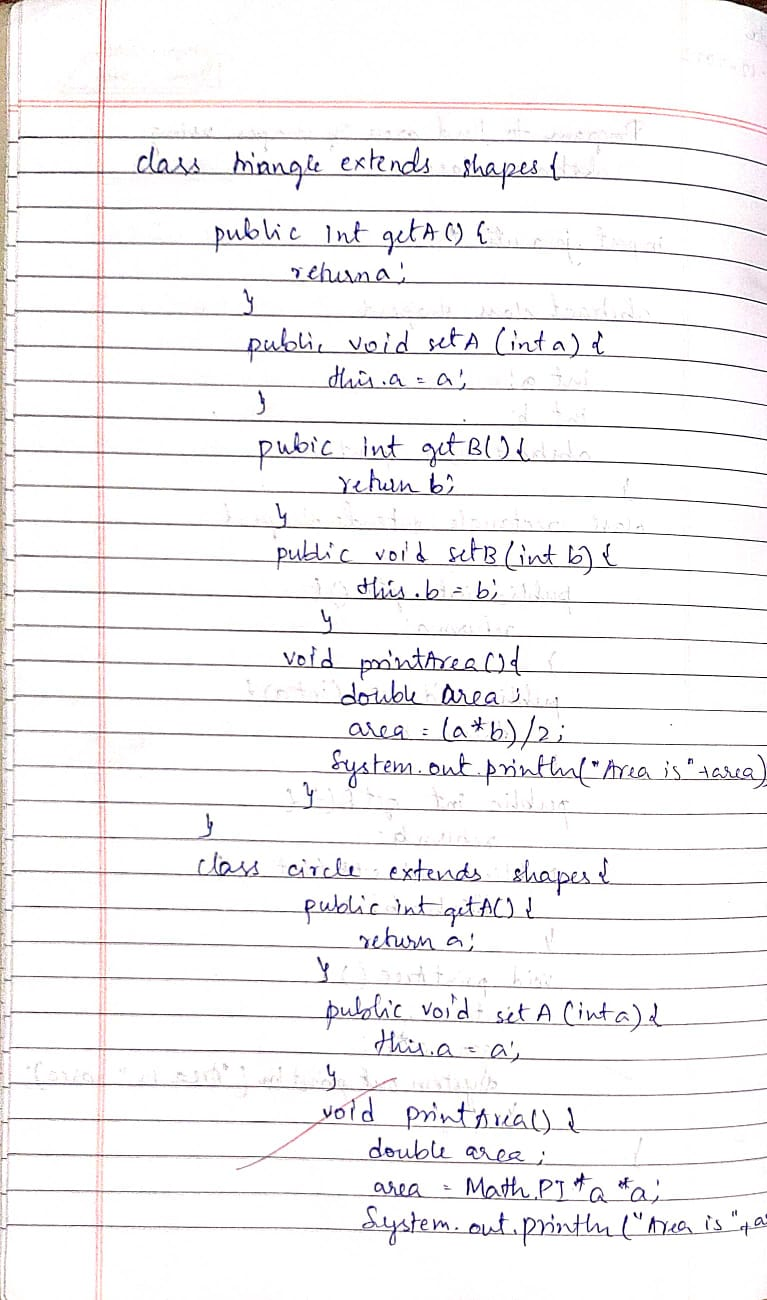 class triangle extends shapes {
public int getA() {
return a;
}
public void setA (int a) {
this.a = a;
}
pubic int getB() {
return b;
}
public void setB (int b) {
this.b = b;
}
void printArea() {
double area;
area = (a*b)/2;
System.out.println("Area is"+area)
}
}
class circle extends shapes {
public int getA() {
return a;
}
public void setA (int a) {
this.a = a;
}
void printArea() {
double area;
area = Math.PI *a *a;
System.out.println ("Area is"+a